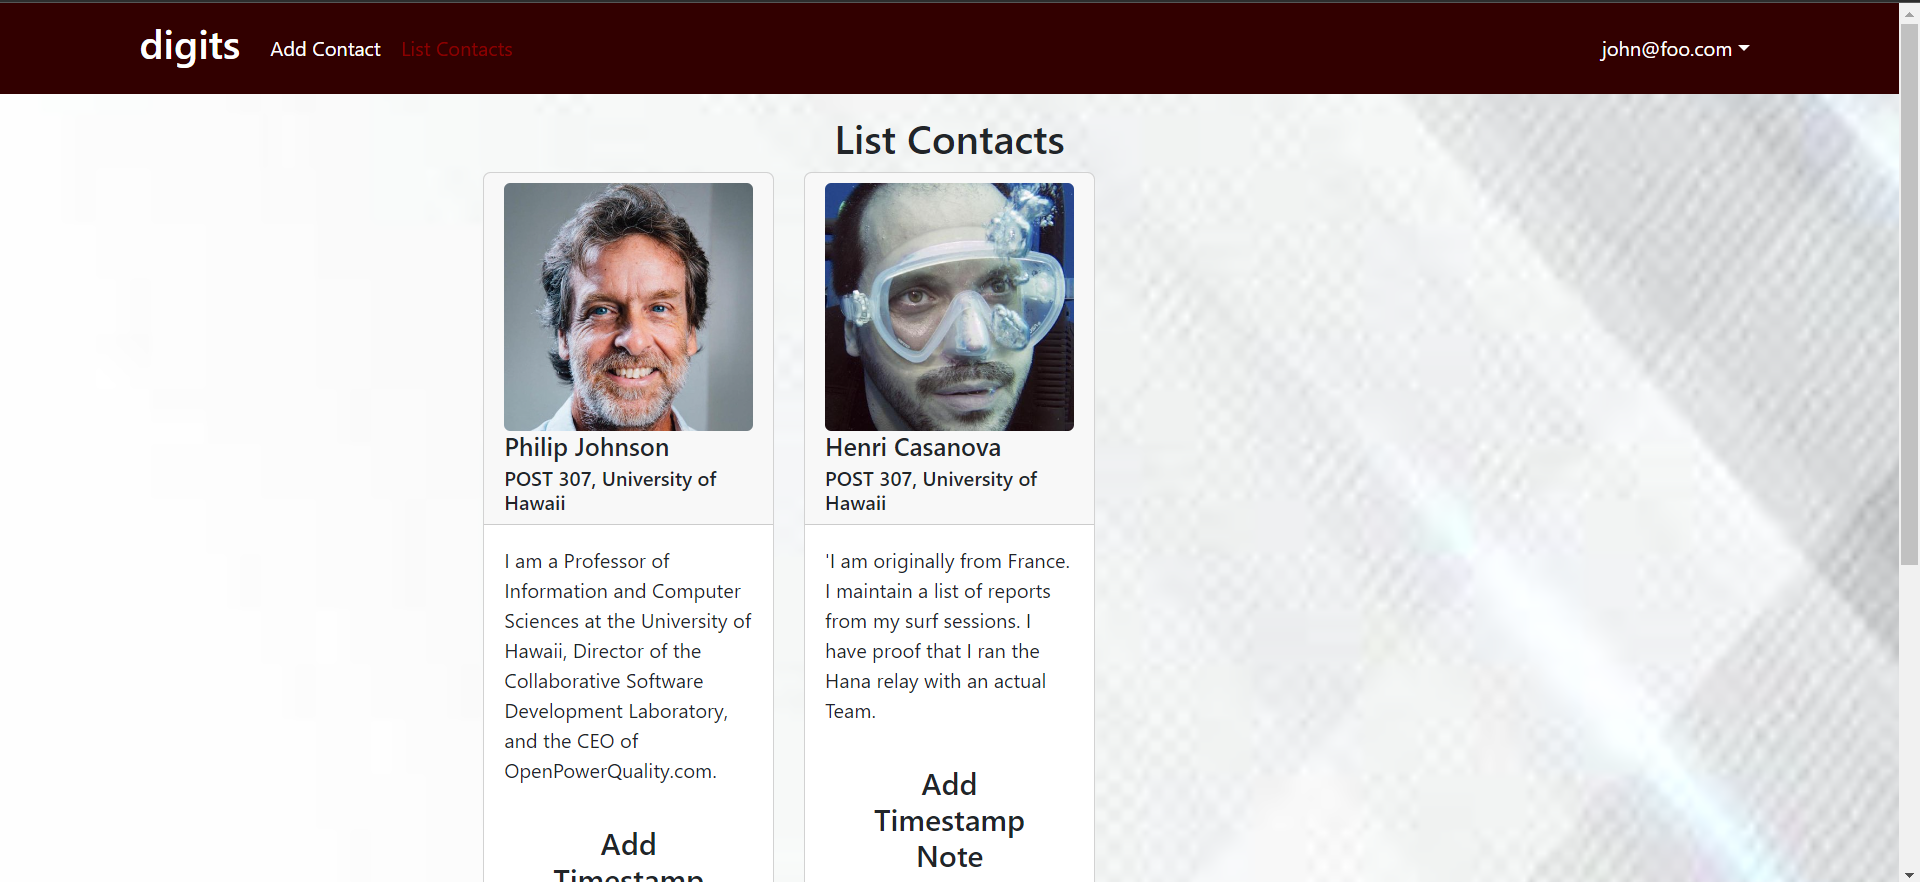 digits Add Contact List Contacts john@foo.com
List Contacts
Philip Johnson
POST 307, University of
Hawaii
I am a Professor of
Information and Computer
Sciences at the University of
Hawaii, Director of the
Collaborative Software
Development Laboratory,
and the CEO of
OpenPowerQuality.com.
Add
Timestamp
Henri Casanova
POST 307, University of
Hawaii
'I am originally from France.
I maintain a list of reports
from my surf sessions. I
have proof that I ran the
Hana relay with an actual
Team.
Add
Timestamp
Note